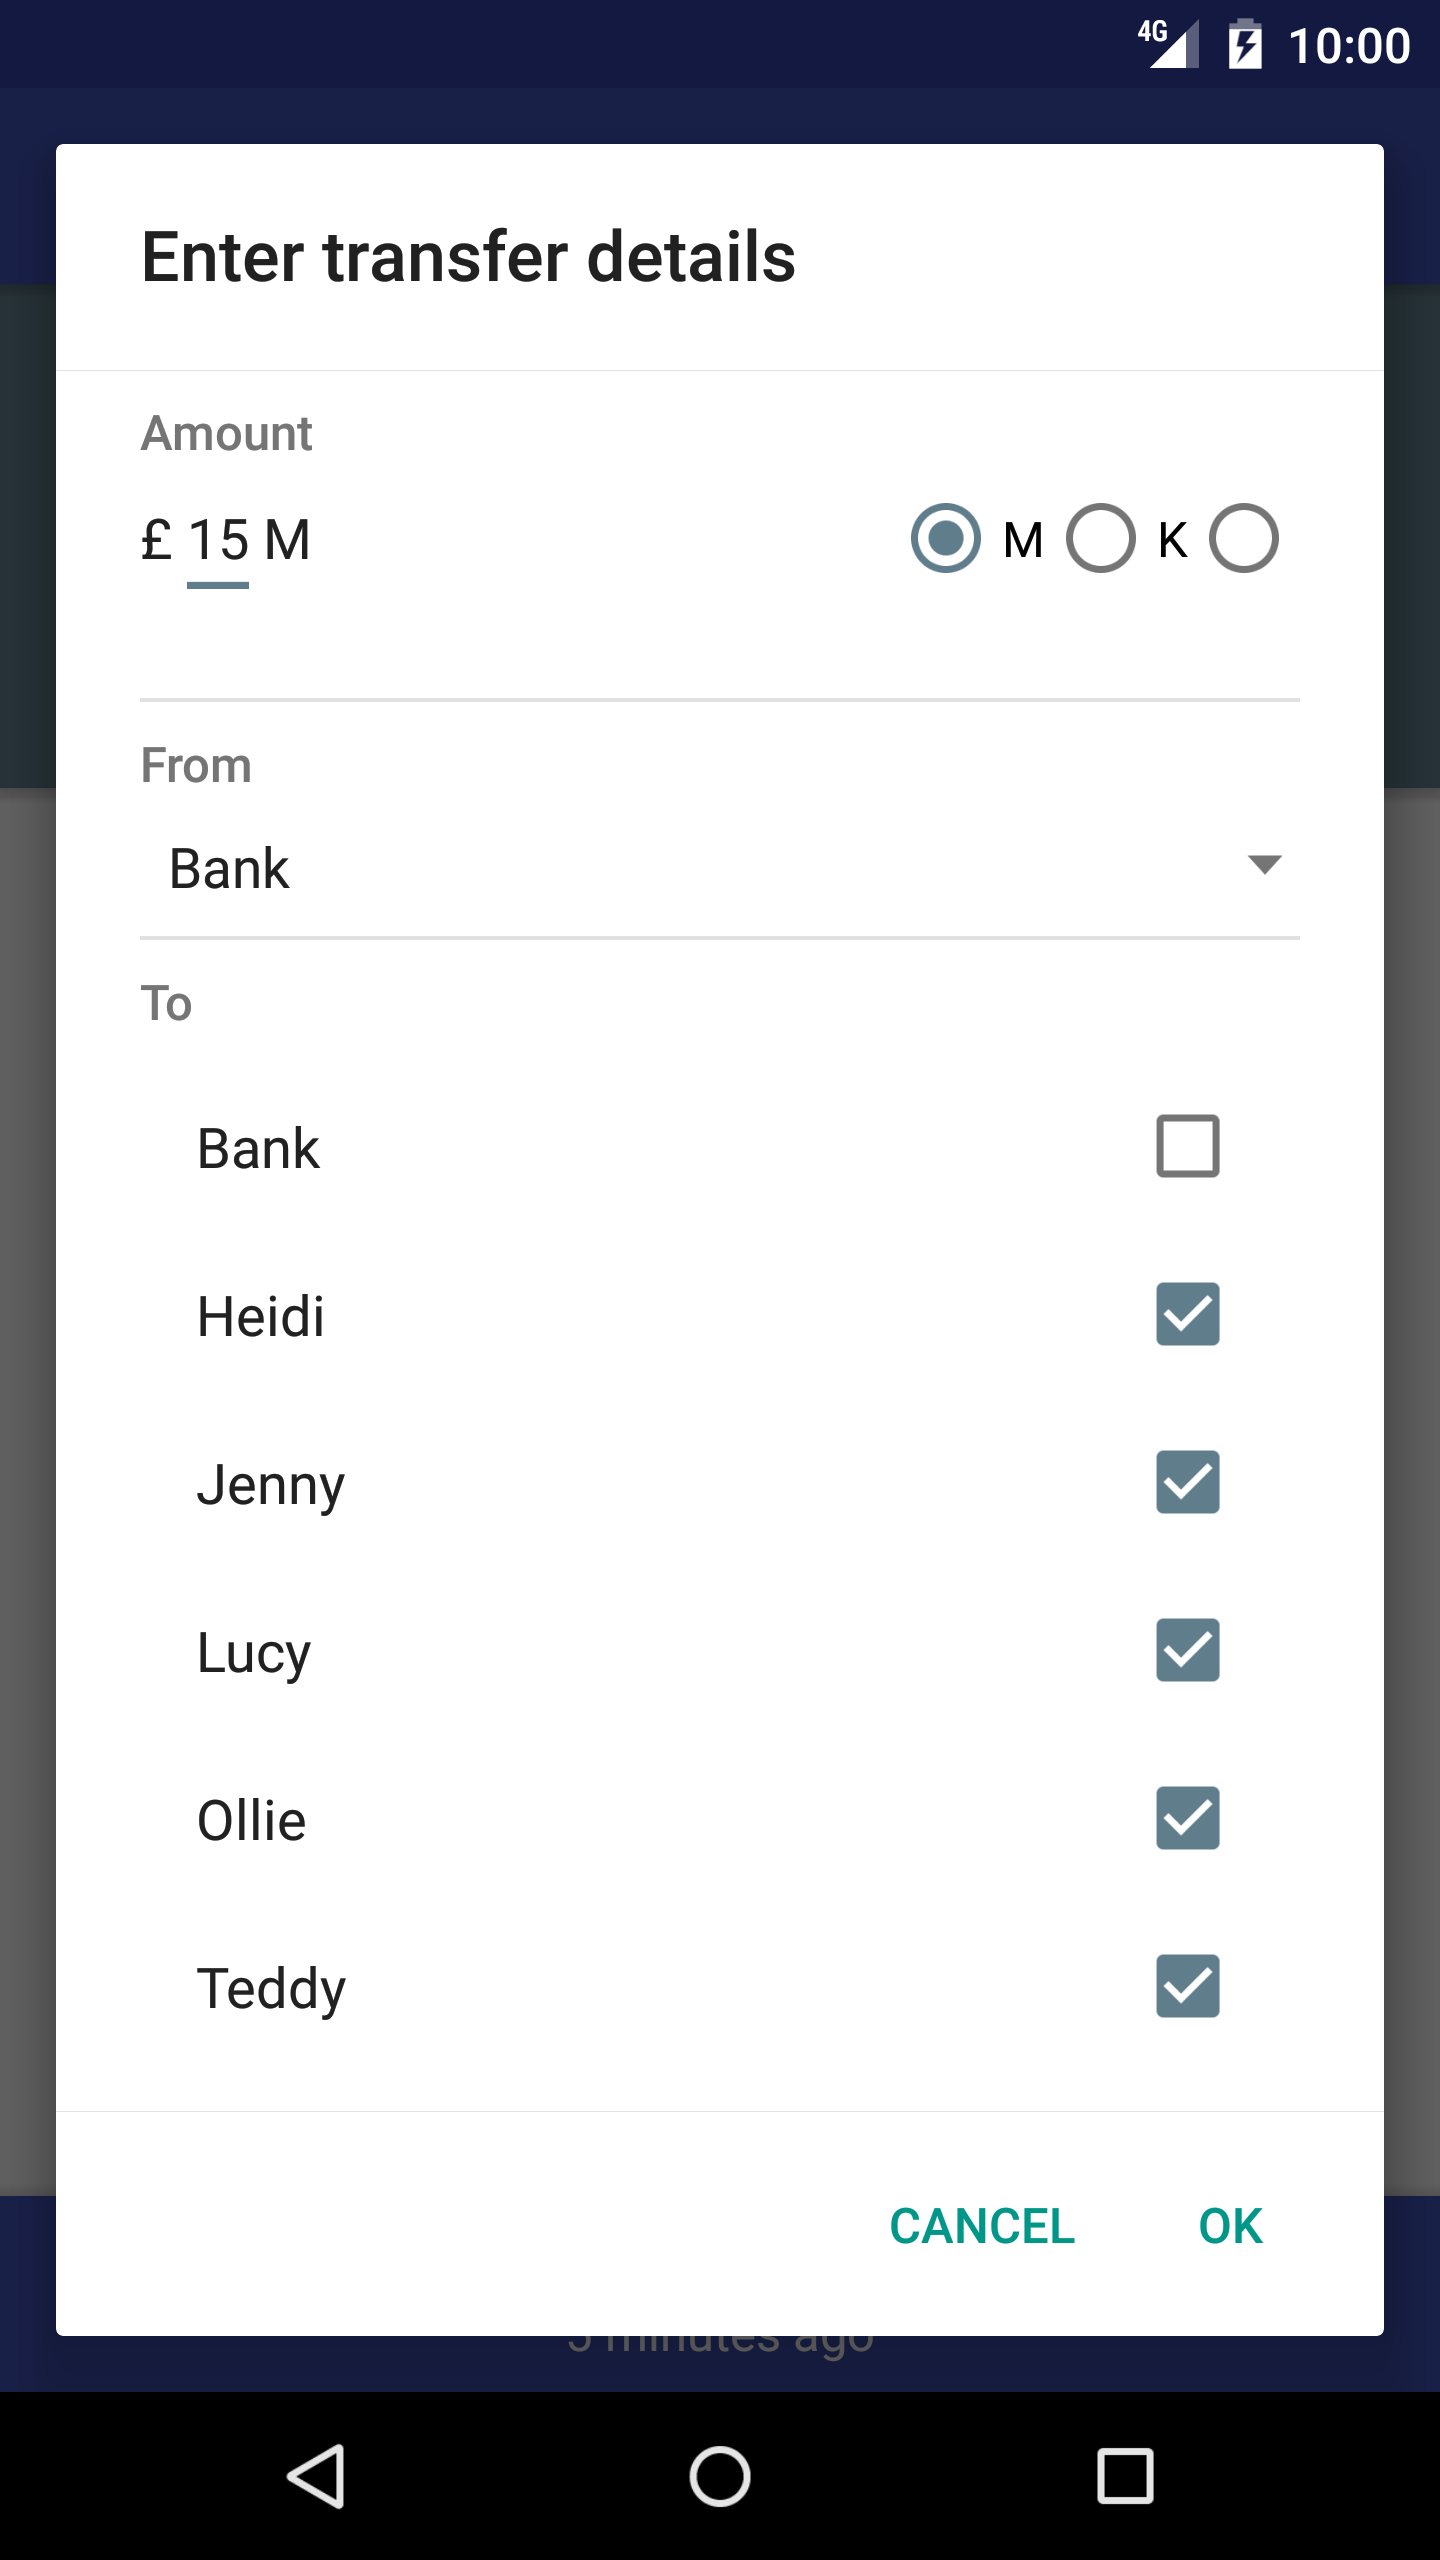 4G 10:00
Enter transfer details
Amount
£ 15 M M K
From
Bank
To
Bank
Heidi
Jenny
Lucy
Ollie
Teddy
CANCEL OK
minutes ago